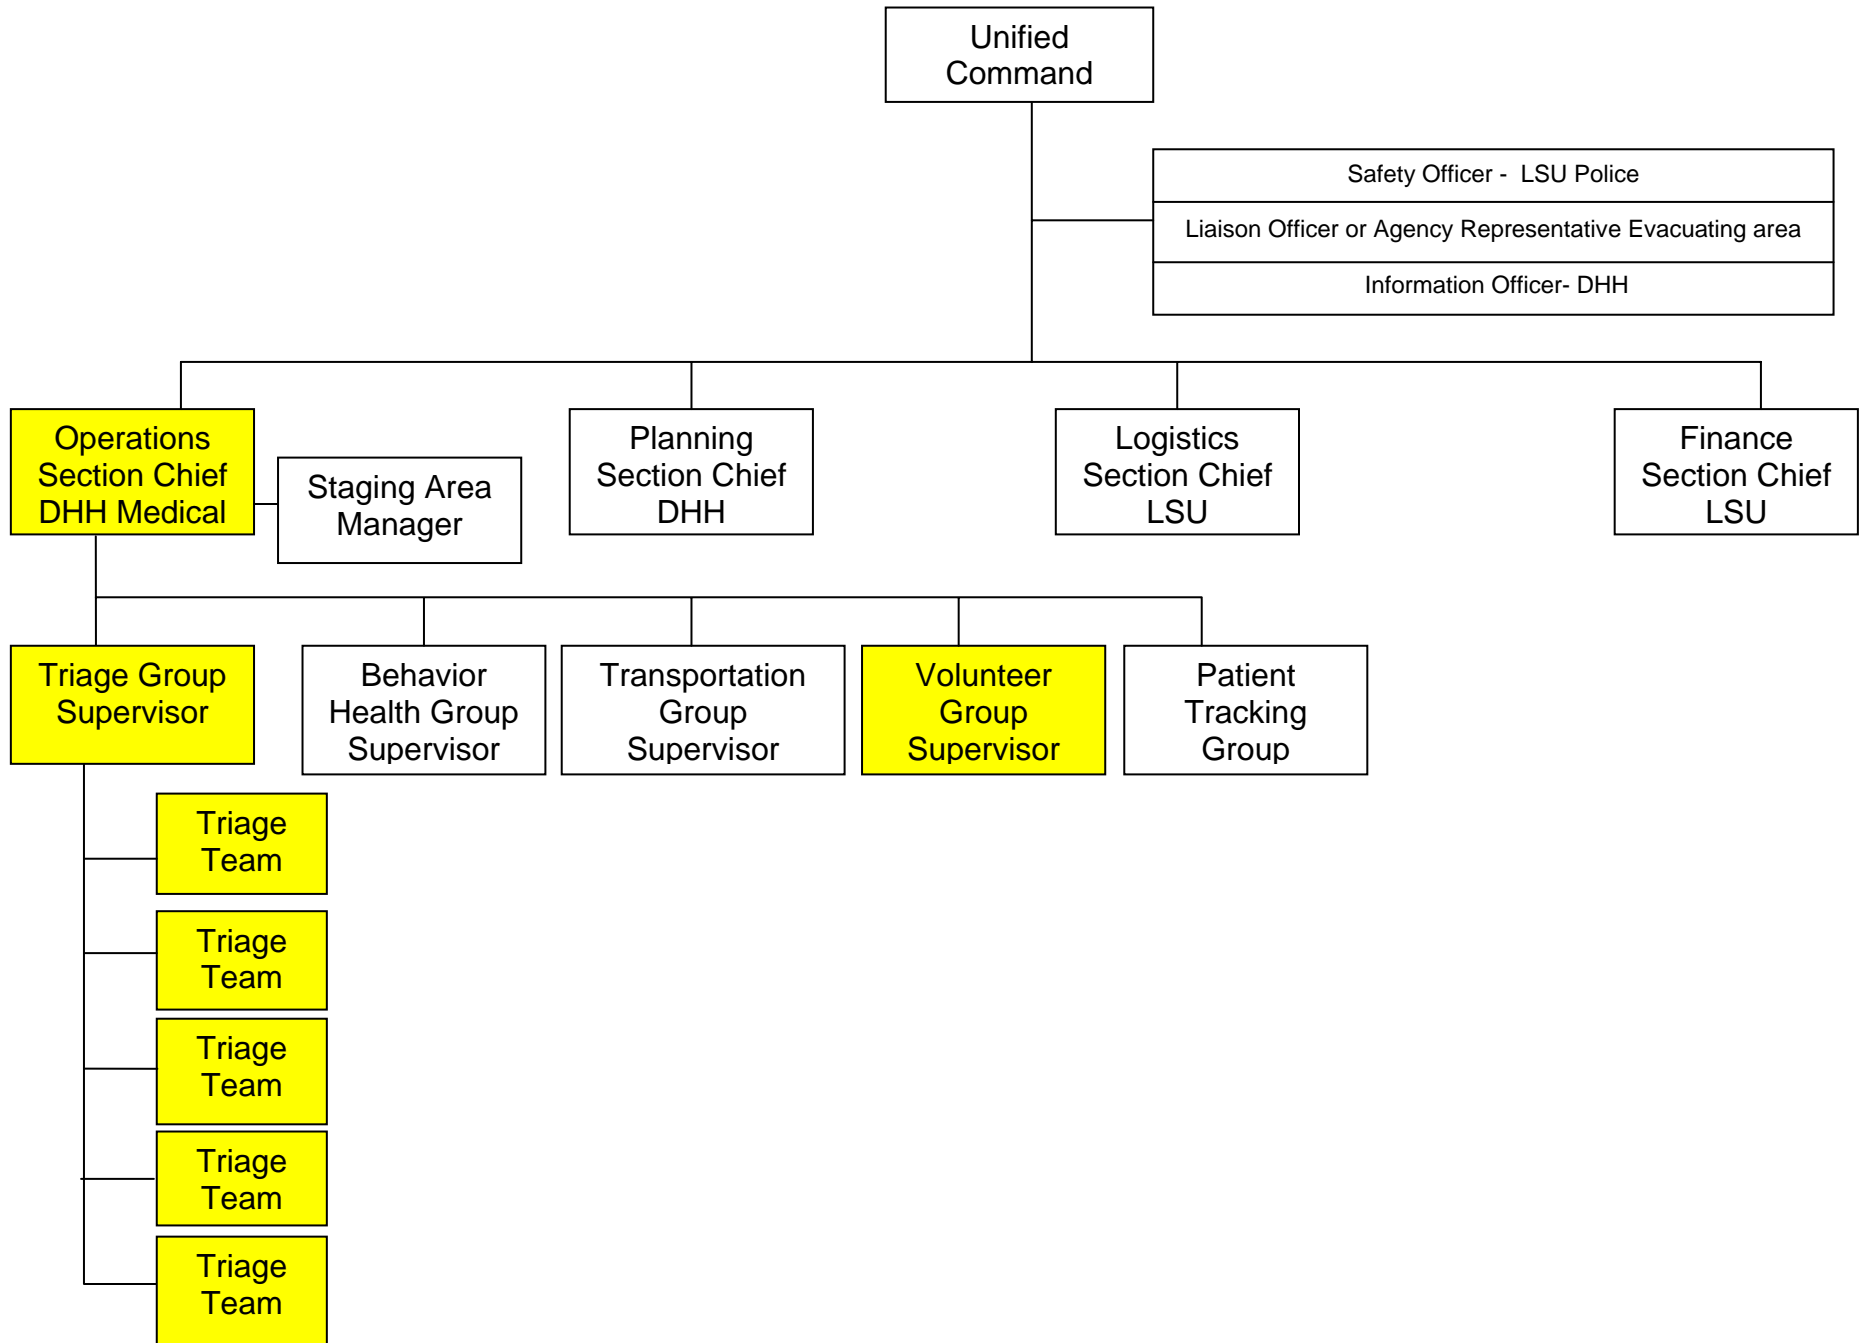 Unified
Command
Safety Officer -  LSU Police
Liaison Officer or Agency Representative Evacuating area
Information Officer- DHH
Operations
Section Chief
DHH Medical
Staging Area
Manager
Planning
Section Chief
DHH
Logistics
Section Chief
LSU
Finance
Section Chief
LSU
Triage Group
Supervisor
Behavior
Health Group
Supervisor
Transportation
Group
Supervisor
Volunteer
Group
Supervisor
Patient
Tracking
Group
Triage
Team
Triage
Team
Triage
Team
Triage
Team
Triage
Team